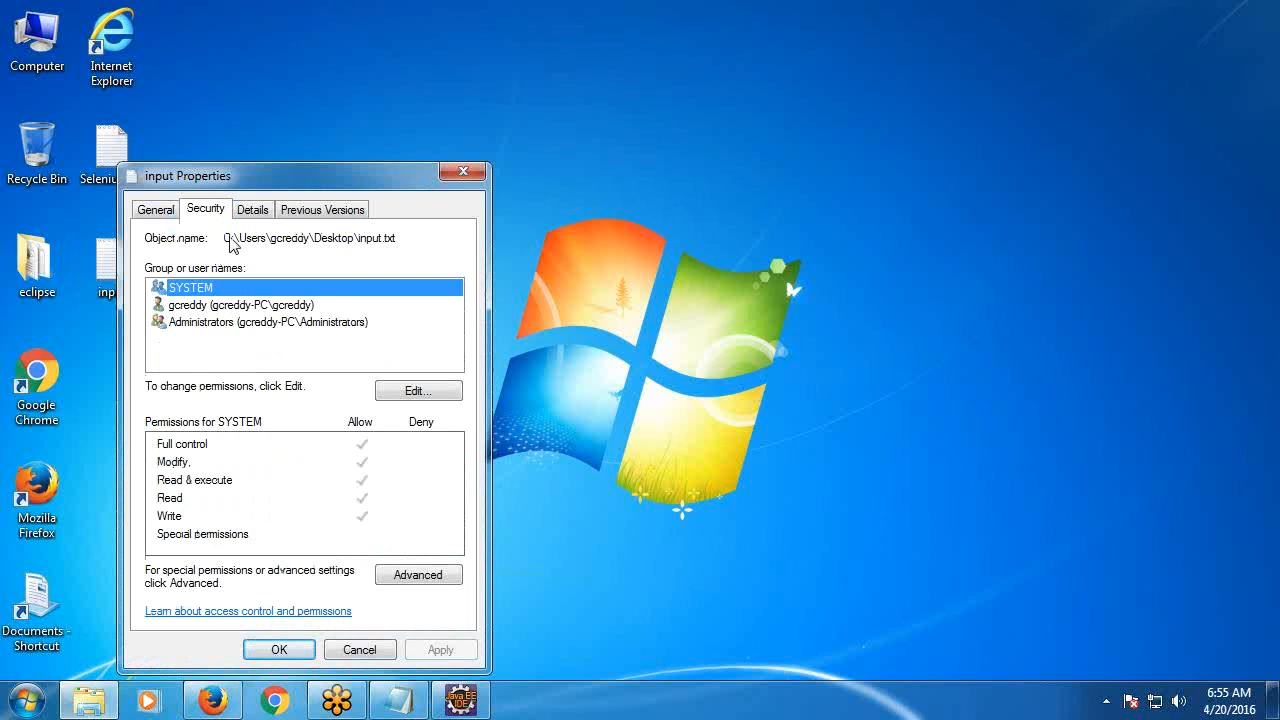 Computer
Internet
Explorer
Recycle Bin
eclipse
Google
Chrome
Mozilla
Firefox
Documents -
Shortcut
input Properties
General
Security
Details
Previous Versions
Object name: C:\Users\gcreddy\Desktop\input.txt
Group or user names:
SYSTEM
gcreddy (gcreddy-PC\gcreddy)
Administrators (gcreddy-PC\Administrators)
To change permissions, click Edit.
Edit...
Permissions for SYSTEM Allow Deny
Full control
Modify
Read & execute
Read
Write
Special permissions
For special permissions or advanced settings
click Advanced.
Advanced
Learn about access control and permissions
OK
Cancel
Apply
Java EE
IDE
6:55 AM
4/20/2016